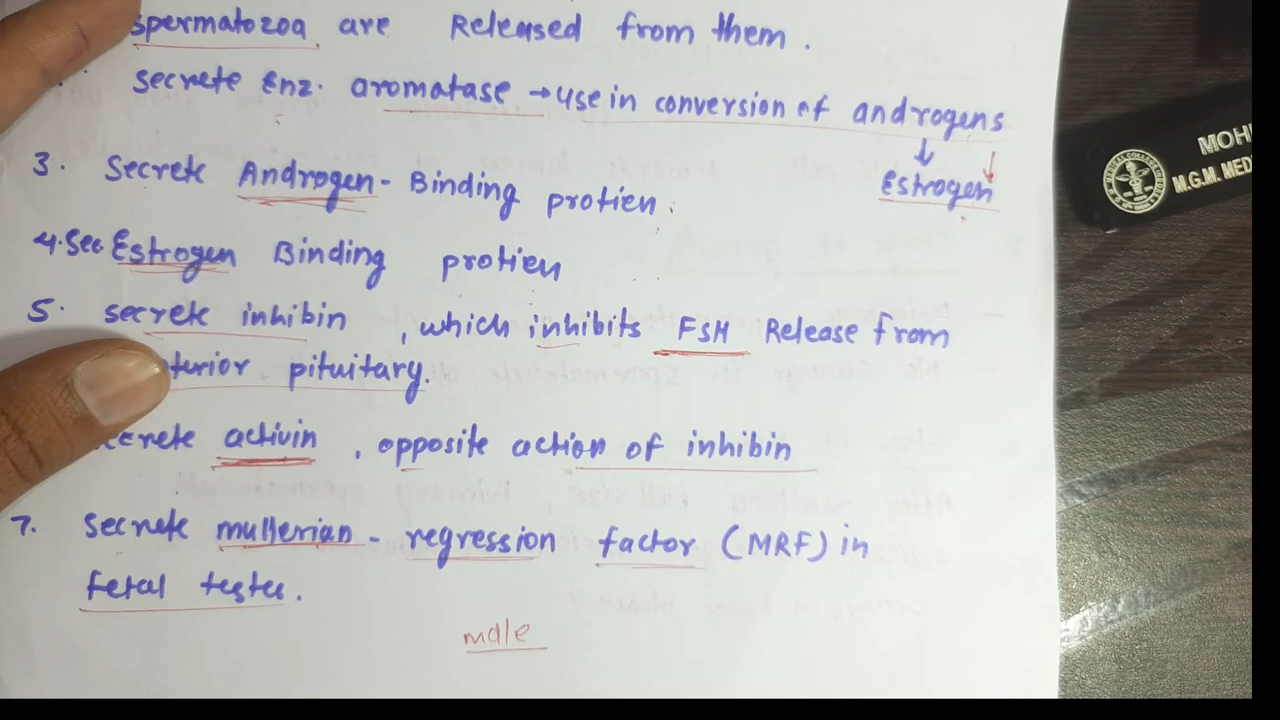 spermatozoa are Released from them.
secrete Enz. aromatase → use in conversion of androgens
↓
Estrogen
3. Secrete Androgen - Binding protien.
4. Sec Estrogen Binding protien
5. secrete inhibin, which inhibits FSH Release from
terior pituitary.
ecrete activin, opposite action of inhibin
7. Secrete mullerian - regression factor (MRF) in
fetal testes.
male
MOH
M.G.M. MED